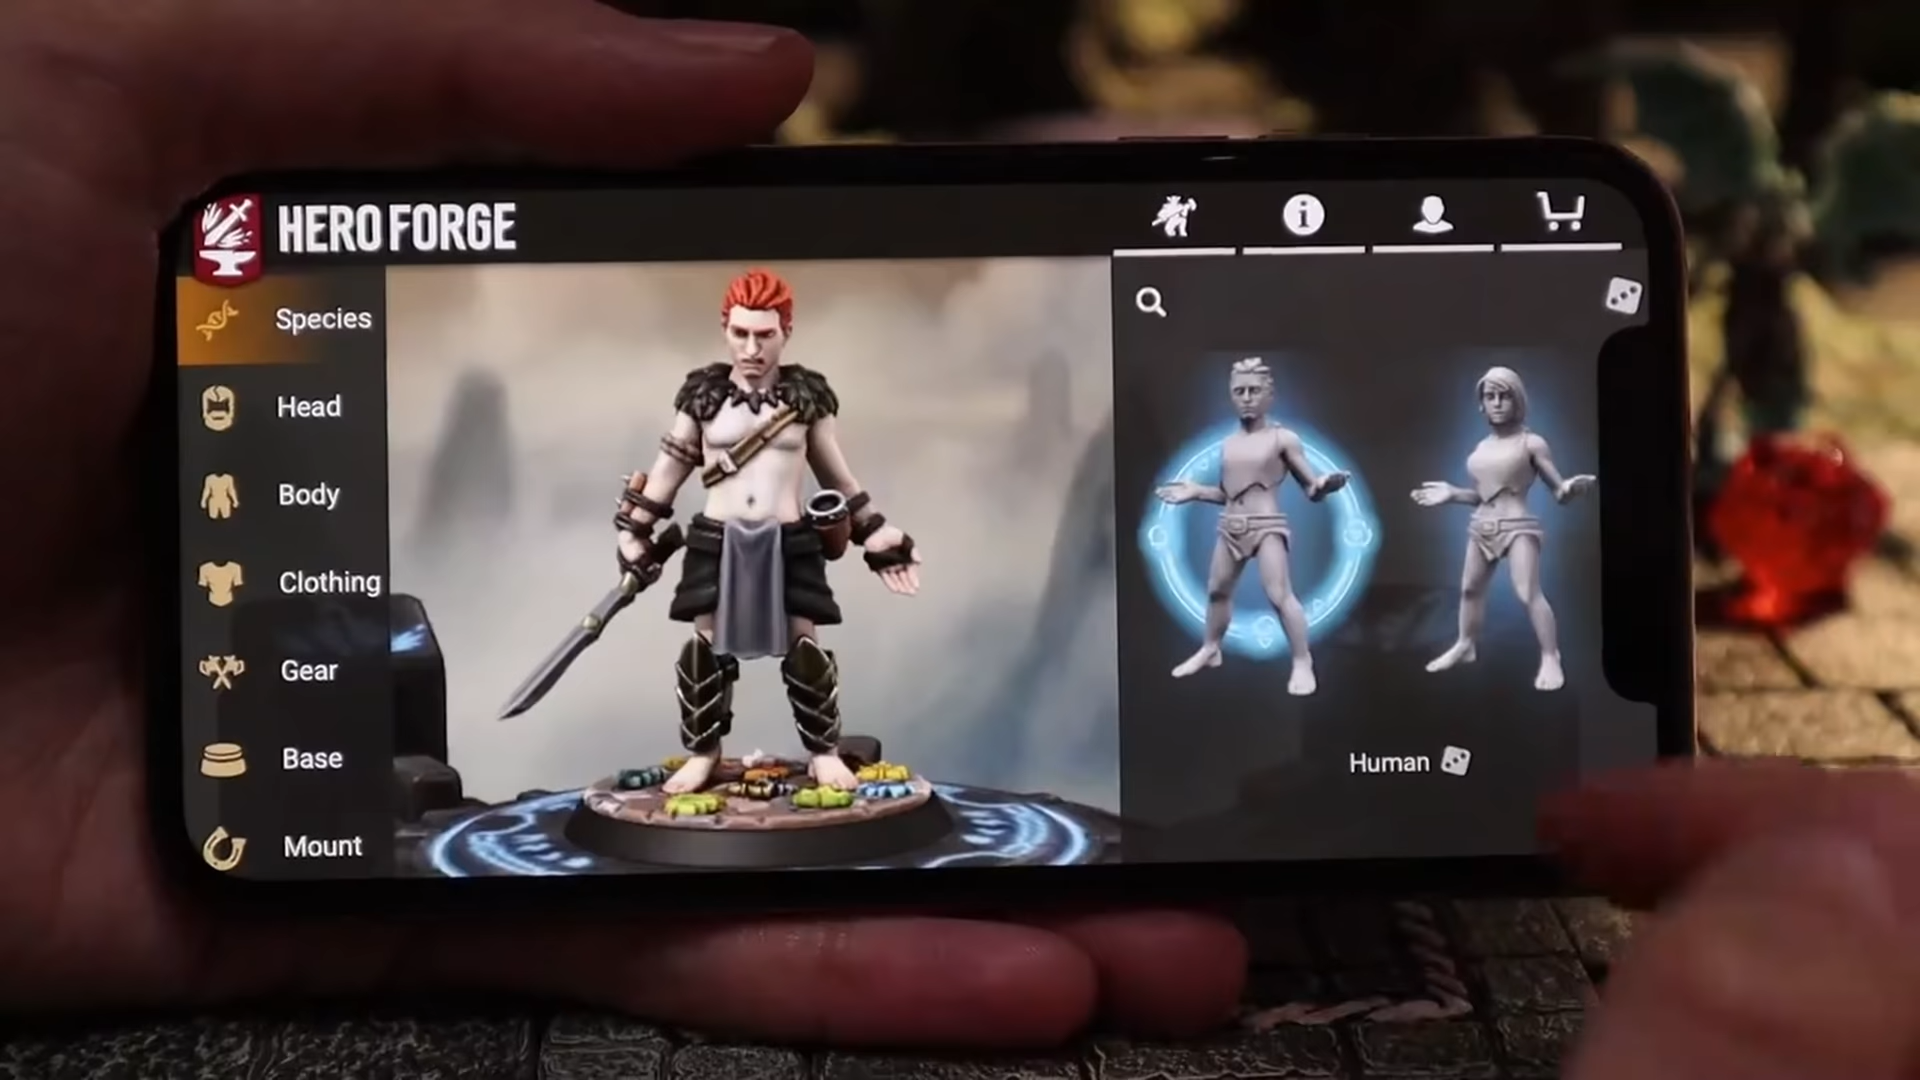 HERO FORGE
Species
Head
Body
Clothing
Gear
Base
Mount
Human